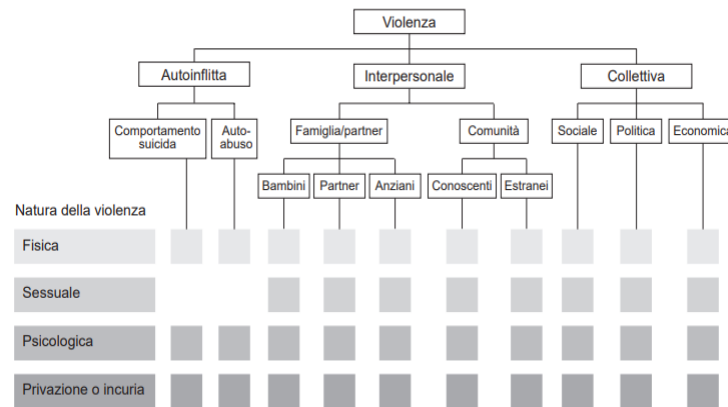 Violenza
Autoinflitta
Interpersonale
Collettiva
Comportamento
suicida
Auto-
abuso
Famiglia/partner
Comunità
Sociale
Politica
Economica
Bambini
Partner
Anziani
Conoscenti
Estranei
Natura della violenza
Fisica
Sessuale
Psicologica
Privazione o incuria